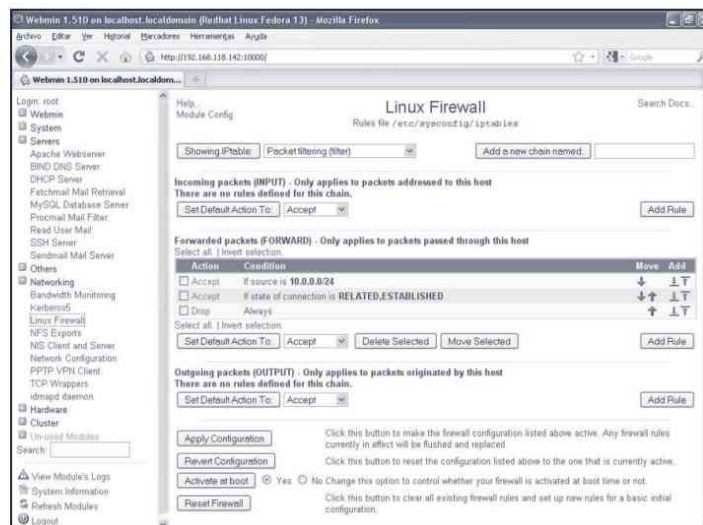 Webmin 1.510 on localhost.localdomain (Redhat Linux Fedora 13) - Mozilla Firefox
Archivo Editar Ver Historial Marcadores Herramientas Ayuda
http://192.168.118.142:10000/
Google
Webmin 1.510 on localhost.localdom...
Login: root
Webmin
System
Servers
Apache Webserver
BIND DNS Server
DHCP Server
Fetchmail Mail Retrieval
MySQL Database Server
Procmail Mail Filter
Read User Mail
SSH Server
Sendmail Mail Server
Others
Networking
Bandwidth Monitoring
Kerberos5
Linux Firewall
NFS Exports
NIS Client and Server
Network Configuration
PPTP VPN Client
TCP Wrappers
idmapd daemon
Hardware
Cluster
Un-used Modules
Search:
View Module's Logs
System Information
Refresh Modules
Logout
Help..
Module Config
Linux Firewall
Rules file /etc/sysconfig/iptables
Search Docs..
Showing IPtable: Packet filtering (filter) Add a new chain named:
Incoming packets (INPUT) - Only applies to packets addressed to this host
There are no rules defined for this chain.
Set Default Action To: Accept Add Rule
Forwarded packets (FORWARD) - Only applies to packets passed through this host
Select all. | Invert selection.
Action Condition Move Add
Accept If source is 10.0.0.0/24
Accept If state of connection is RELATED,ESTABLISHED
Drop Always
Select all. | Invert selection.
Set Default Action To: Accept Delete Selected Move Selected Add Rule
Outgoing packets (OUTPUT) - Only applies to packets originated by this host
There are no rules defined for this chain.
Set Default Action To: Accept Add Rule
Apply Configuration Click this button to make the firewall configuration listed above active. Any firewall rules
currently in effect will be flushed and replaced
Revert Configuration Click this button to reset the configuration listed above to the one that is currently active.
Activate at boot Yes No Change this option to control whether your firewall is activated at boot time or not.
Reset Firewall Click this button to clear all existing firewall rules and set up new rules for a basic initial
configuration.